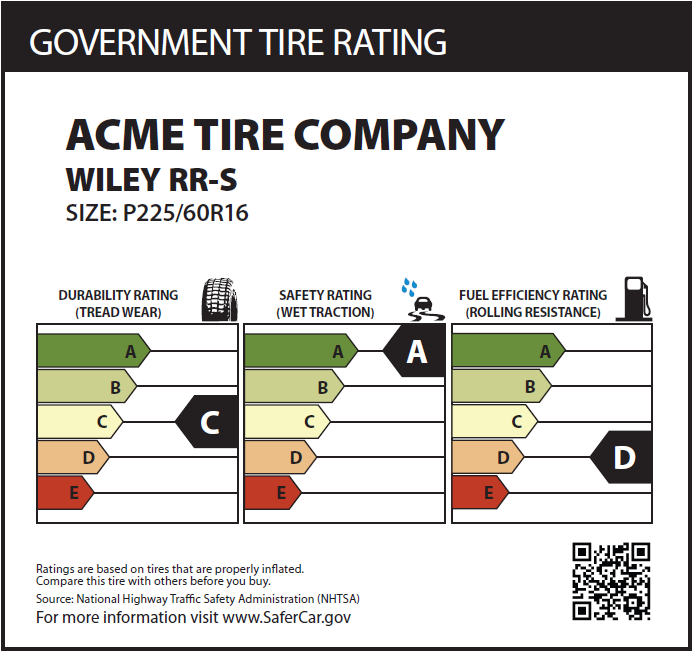 GOVERNMENT TIRE RATING
ACME TIRE COMPANY
WILEY RR-S
SIZE: P225/60R16
DURABILITY RATING
(TREAD WEAR)
A
B
C
D
E
C
SAFETY RATING
(WET TRACTION)
A
B
C
D
E
A
FUEL EFFICIENCY RATING
(ROLLING RESISTANCE)
A
B
C
D
E
D
Ratings are based on tires that are properly inflated.
Compare this tire with others before you buy.
Source: National Highway Traffic Safety Administration (NHTSA)
For more information visit www.SaferCar.gov